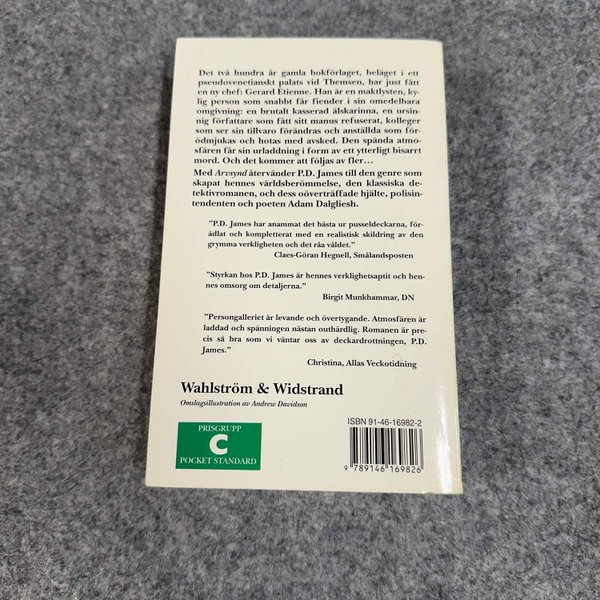 Det två hundra år gamla bokförlaget, beläget i ett
pseudovenetianskt palats vid Themsen, har just fått
en ny chef: Gerard Etienne. Han är en maktlysten, ky-
lig person som snabbt får fiender i sin omedelbara
omgivning: en brutalt kasserad älskarinna, en ursin-
nig författare som fått sitt manus refuserat, kolleger
som ser sin tillvaro förändras och anställda som för-
ödmjukas och hotas med avsked. Den spända atmo-
sfären får sin urladdning i form av ett ytterligt bisarrt
mord. Och det kommer att följas av fler…
Med Arvsynd återvänder P.D. James till den genre som
skapat hennes världsberömmelse, den klassiska de-
tektivromanen, och dess oöverträffade hjälte, polisin-
tendenten och poeten Adam Dalgliesh.
"P.D. James har anammat det bästa ur pusseldeckarna, för-
ädlat och kompletterat med en realistisk skildring av den
grymma verkligheten och det råa våldet."
Claes-Göran Hegnell, Smålandsposten
"Styrkan hos P.D. James är hennes verklighetsaptit och hen-
nes omsorg om detaljerna."
Birgit Munkhammar, DN
"Persongalleriet är levande och övertygande. Atmosfären är
laddad och spänningen nästan outhärdlig. Romanen är pre-
cis så bra som vi väntar oss av deckardrottningen, P.D.
James."
Christina, Allas Veckotidning
Wahlström & Widstrand
Omslagsillustration av Andrew Davidson
PRISGRUPP
C
POCKET STANDARD
ISBN 91-46-16982-2
9 789146 169826